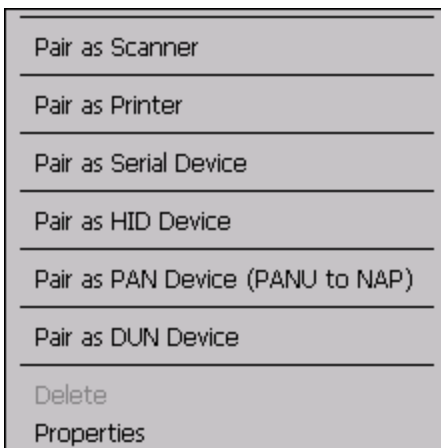 Pair as Scanner
Pair as Printer
Pair as Serial Device
Pair as HID Device
Pair as PAN Device (PANU to NAP)
Pair as DUN Device
Delete
Properties